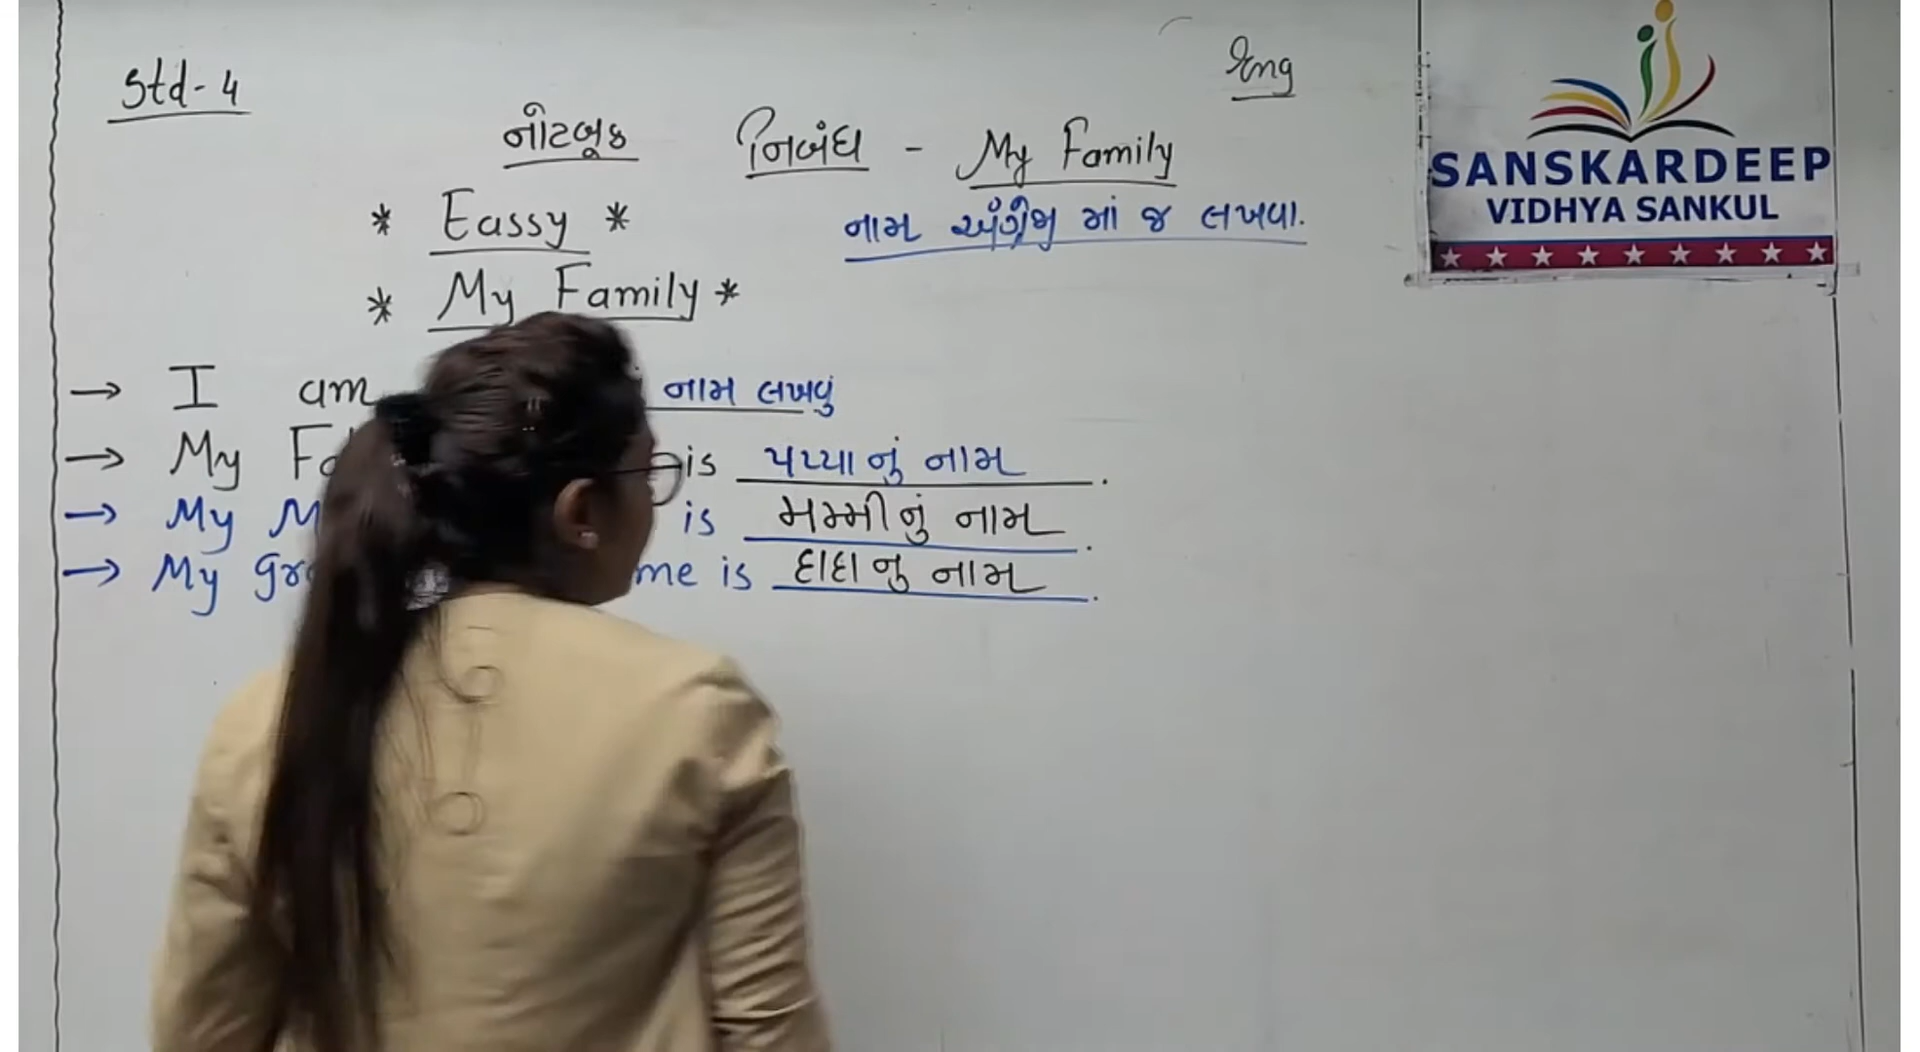 Std-4
Eng
નોટબૂક નિબંધ - My Family
* Eassy *
નામ અંગ્રેજી માં જ લખવા.
* My Family *
→ I am નામ લખવું
→ My is પપ્પાનું નામ.
→ My is મમ્મીનું નામ.
→ My is દાદાનુ નામ.
SANSKARDEEP
VIDHYA SANKUL